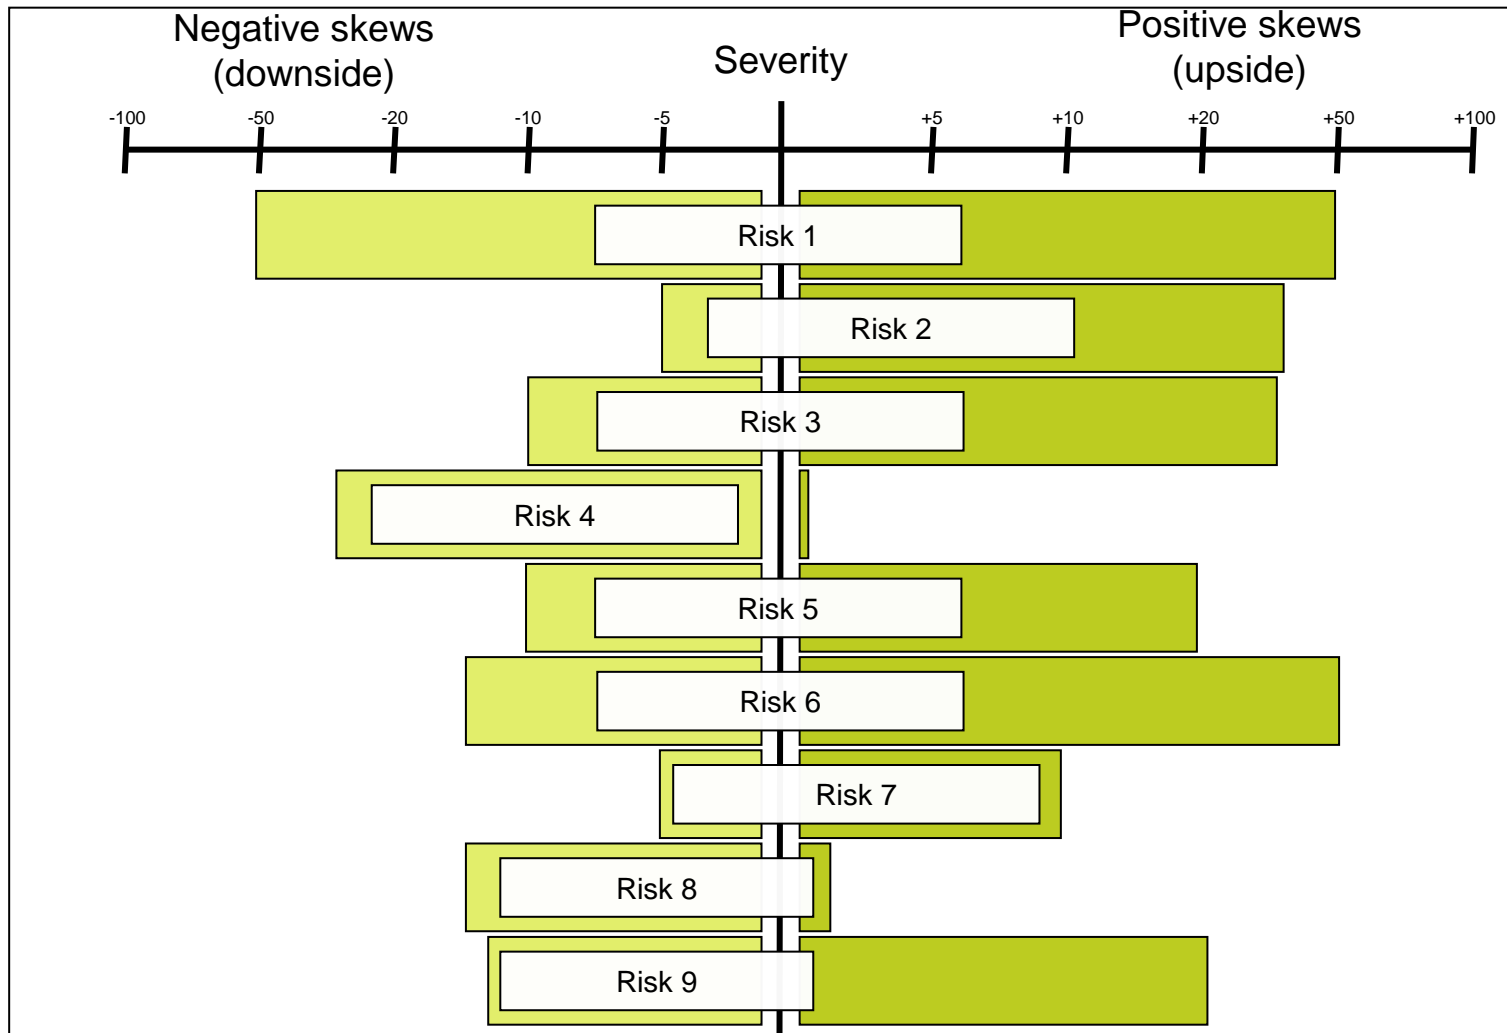 Negative skews
(downside)
Severity
Positive skews
(upside)
-100 -50 -20 -10 -5 +5 +10 +20 +50 +100
Risk 1
Risk 2
Risk 3
Risk 4
Risk 5
Risk 6
Risk 7
Risk 8
Risk 9